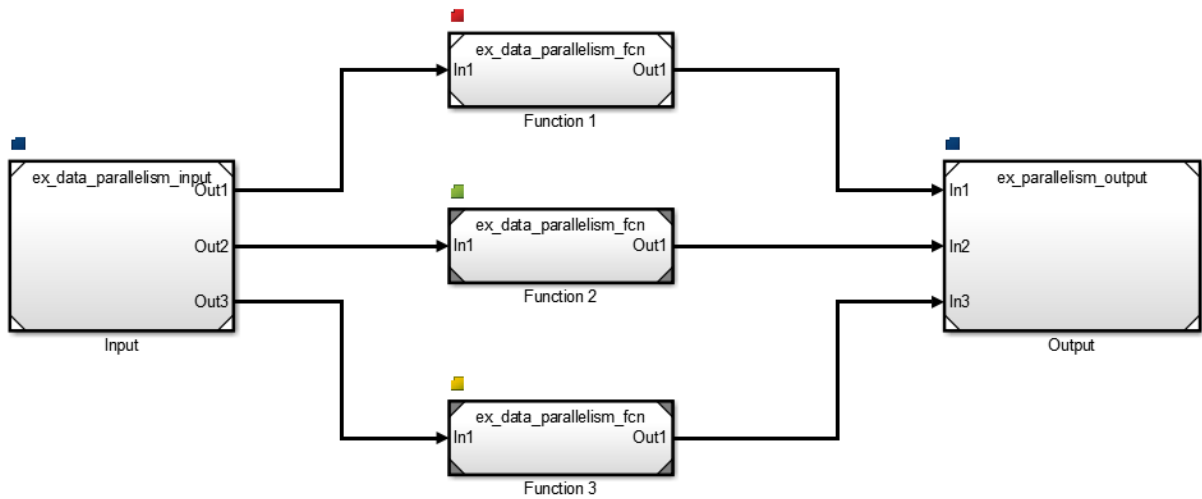 ex_data_parallelism_fcn
In1
Out1
Function 1
ex_data_parallelism_input
Out1
Out2
Out3
Input
ex_data_parallelism_fcn
In1
Out1
Function 2
ex_data_parallelism_fcn
In1
Out1
Function 3
ex_parallelism_output
In1
In2
In3
Output